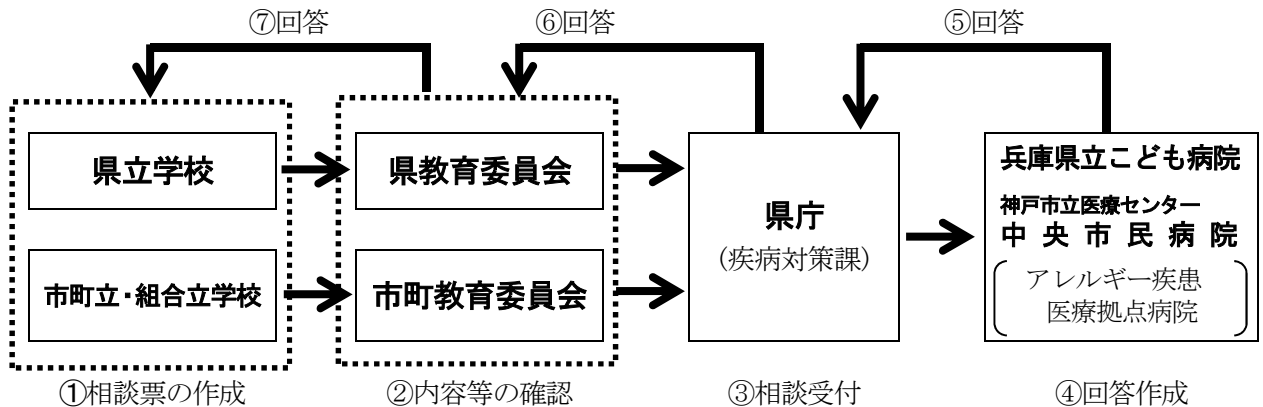 ⑦回答
⑥回答
⑤回答
県立学校
県教育委員会
県庁
(疾病対策課)
兵庫県立こども病院
神戸市立医療センター
中央市民病院
アレルギー疾患
医療拠点病院
市町立・組合立学校
市町教育委員会
①相談票の作成
②内容等の確認
③相談受付
④回答作成